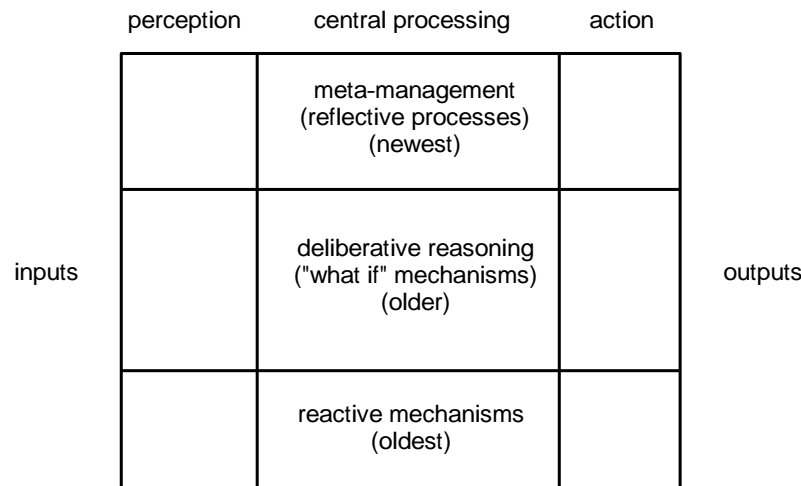 perception central processing action
meta-management
(reflective processes)
(newest)
deliberative reasoning
inputs ("what if" mechanisms) outputs
(older)
reactive mechanisms
(oldest)